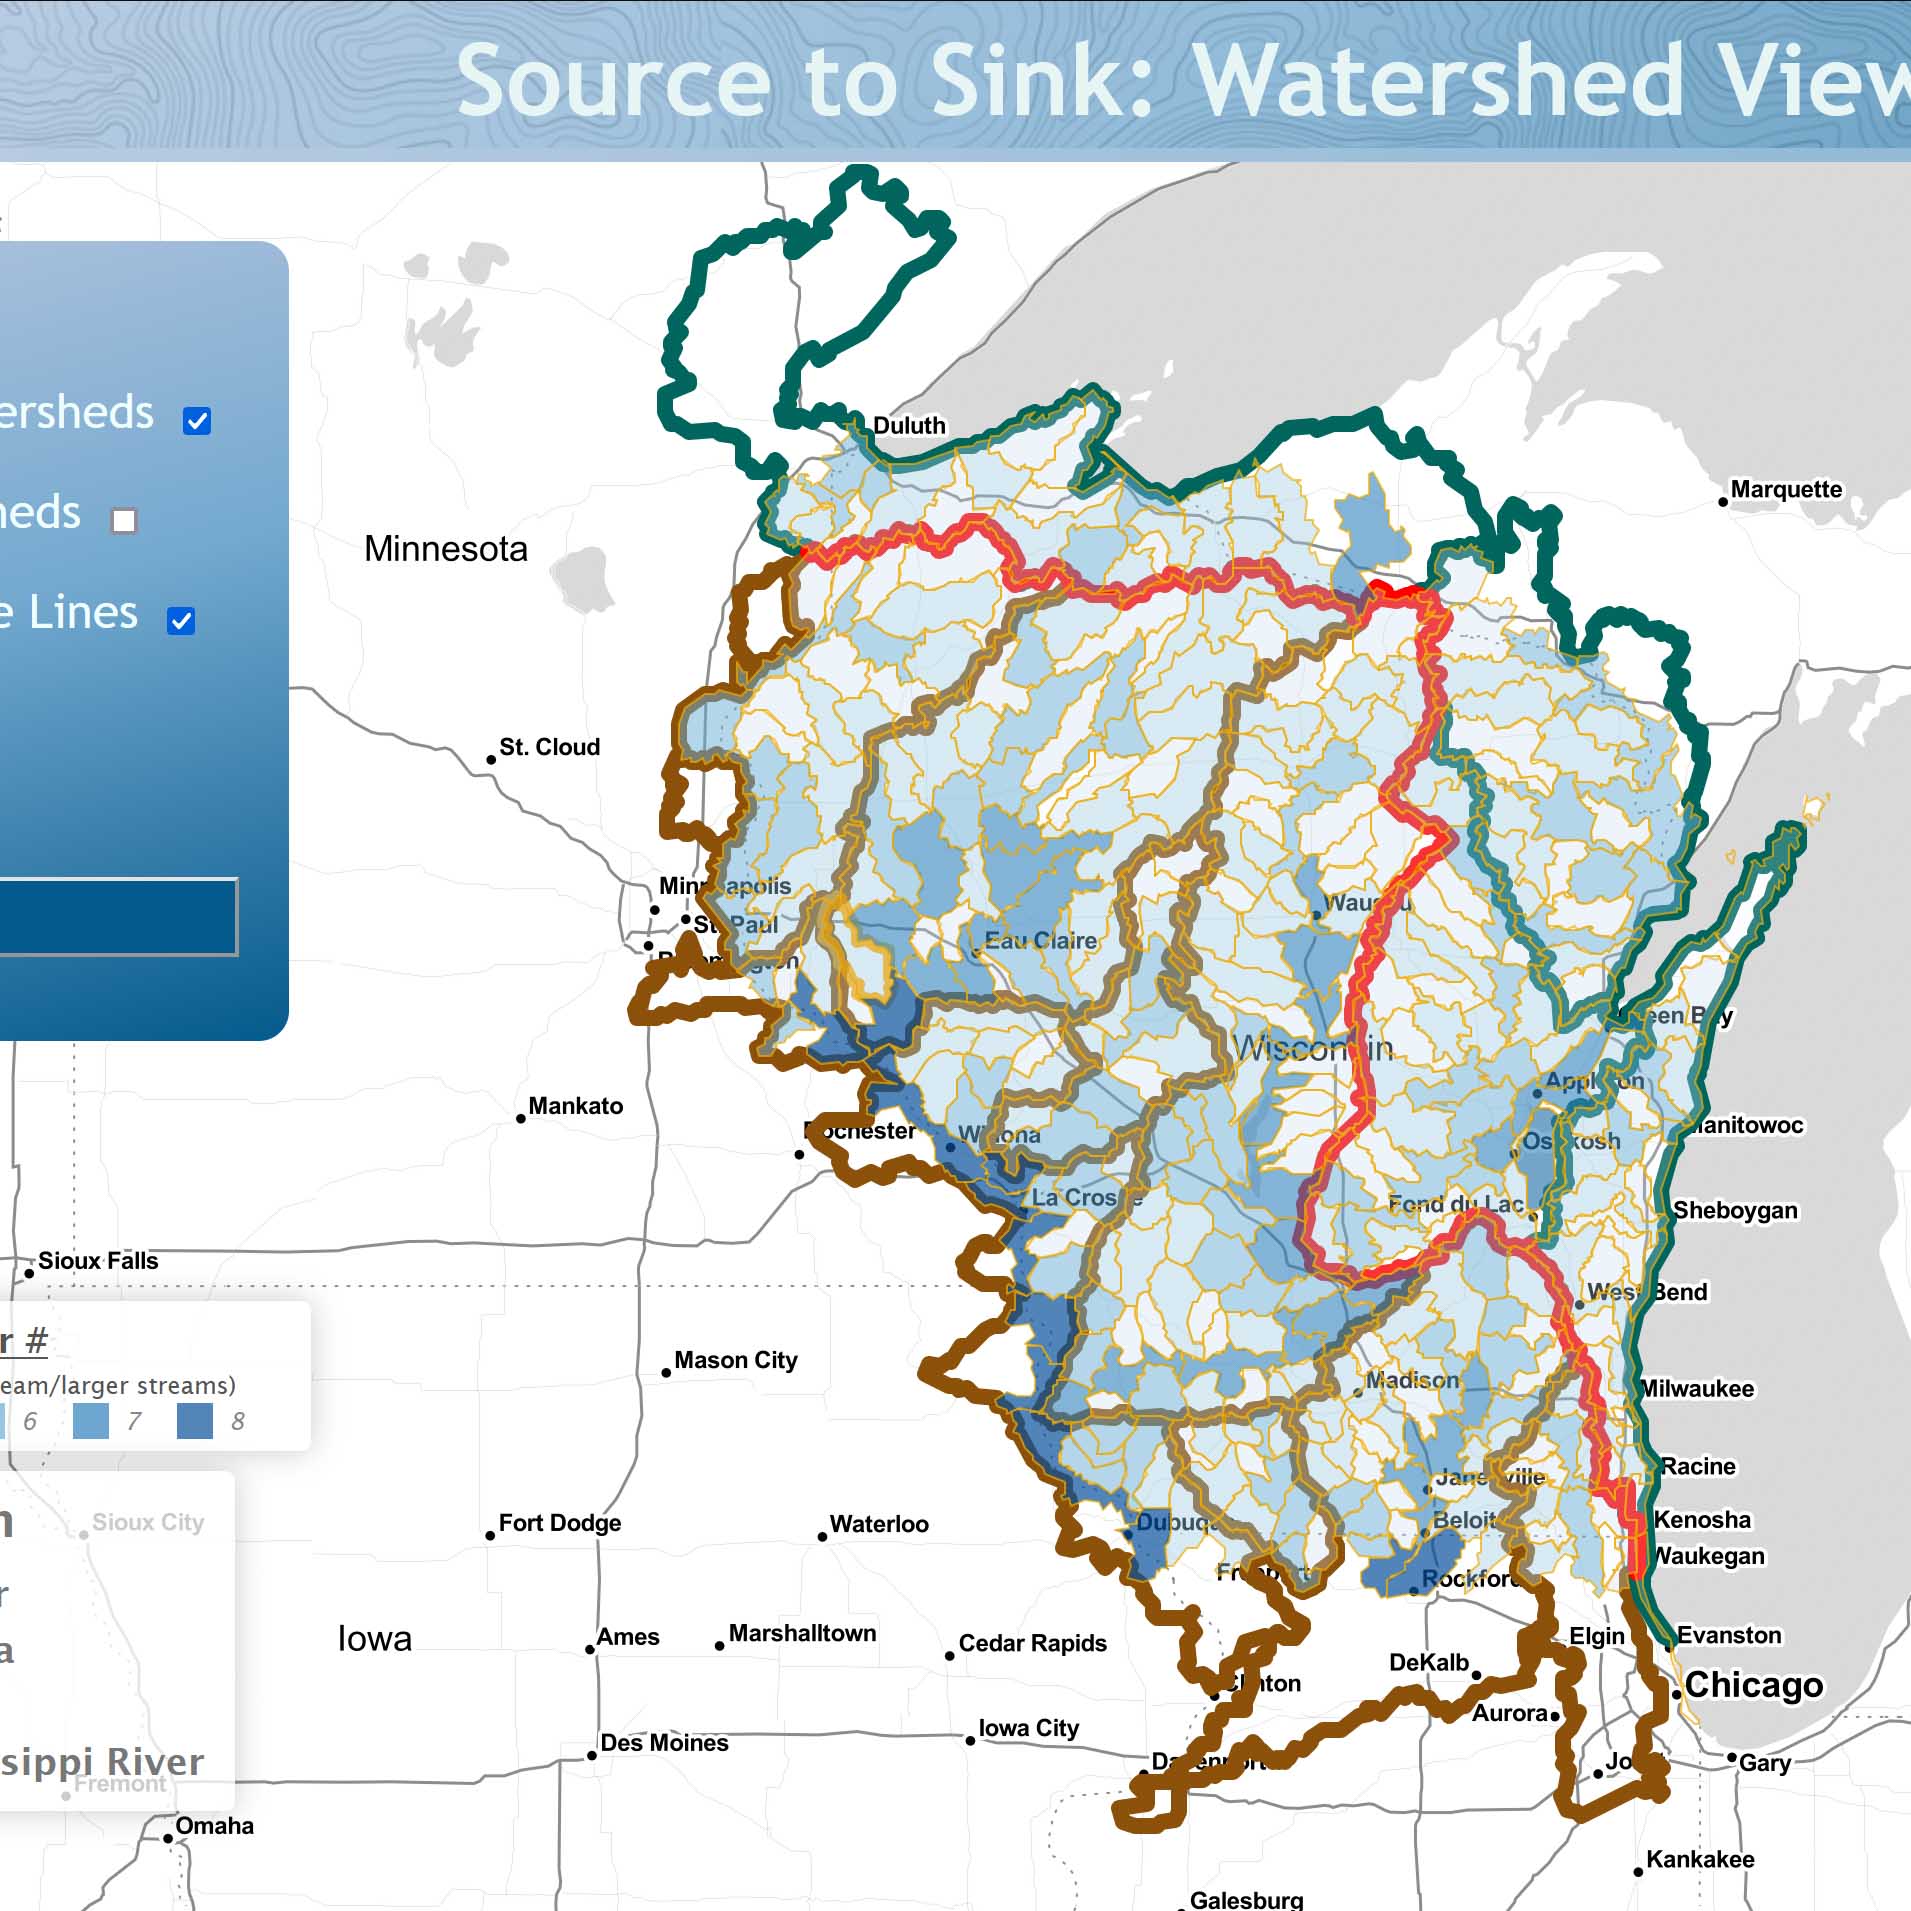 Source to Sink: Watershed View
Duluth
ersheds
Marquette
heds
Minnesota
e Lines
St. Cloud
Minneapolis
St. Paul
Wausau
Eau Claire
Green Bay
Wisconsin
Appleton
Mankato
Rochester
Winona
Oshkosh
Manitowoc
La Crosse
Fond du Lac
Sheboygan
Sioux Falls
West Bend
r #
Mason City
eam/larger streams)
Madison
Milwaukee
6 7 8
Racine
Janesville
Sioux City
Fort Dodge
Waterloo
Dubuque
Beloit
Kenosha
Waukegan
Freeport
Rockford
Iowa
Ames
Marshalltown
Cedar Rapids
Elgin
Evanston
DeKalb
Clinton
Chicago
Aurora
Iowa City
Des Moines
Davenport
Joliet
Gary
sippi River
Fremont
Omaha
Kankakee
Galesburg